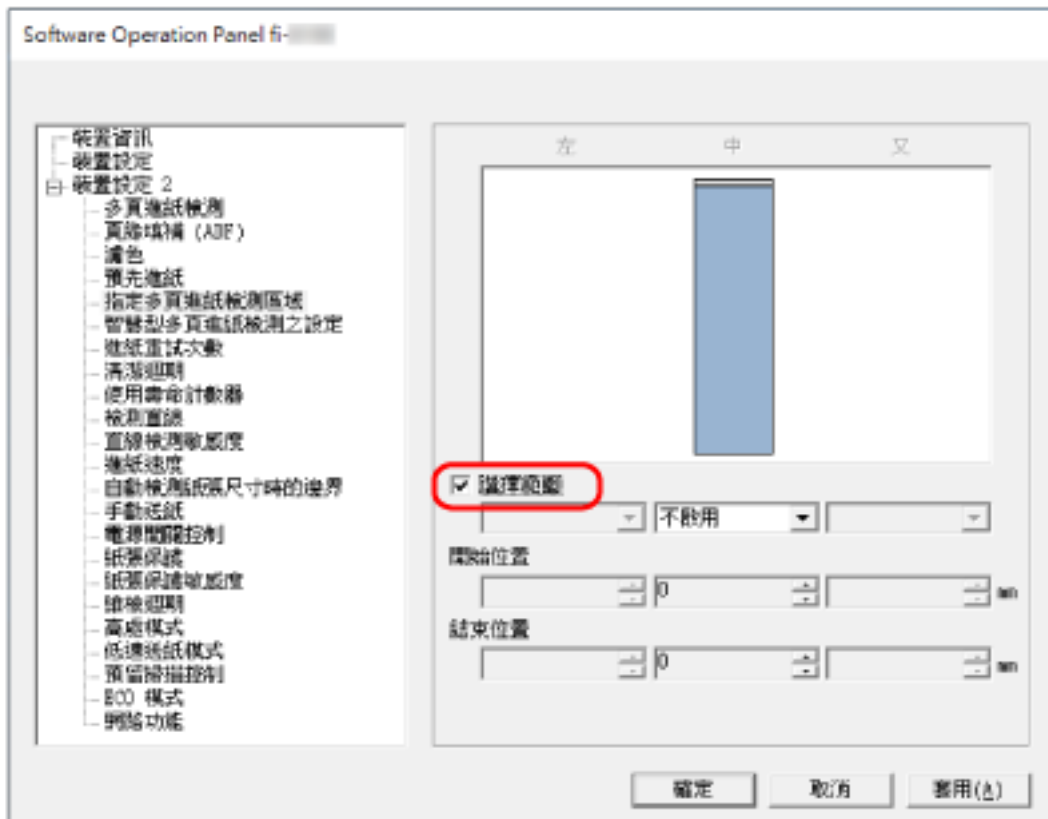 Software Operation Panel fi-
裝置資訊
裝置設定
裝置設定 2
多頁進紙檢測
頁緣填補 (ADF)
濾色
預先進紙
指定多頁進紙檢測區域
智慧型多頁進紙檢測之設定
進紙重試次數
清潔週期
使用壽命計數器
檢測直線
直線檢測敏感度
進紙速度
自動檢測紙張尺寸時的邊界
手動送紙
電源開關控制
紙張保護
紙張保護敏感度
維檢週期
高處模式
低速送紙模式
預留掃描控制
ECO 模式
網路功能
左 中 又
選擇範圍
不啟用
開始位置
0 mm
結束位置
0 mm
確定 取消 套用(A)